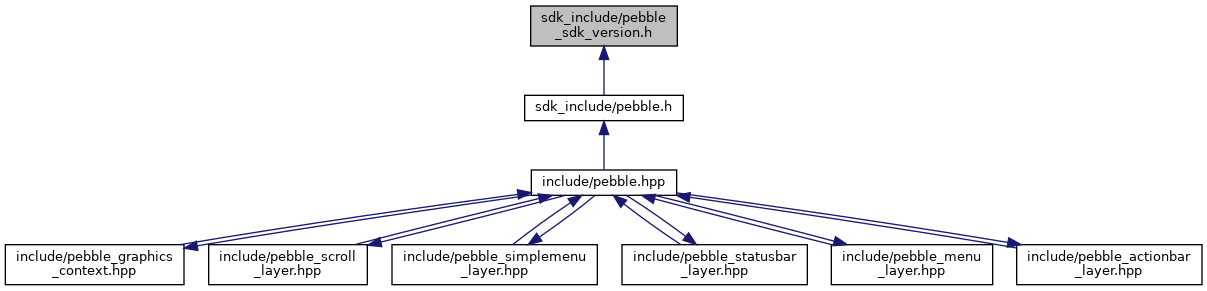 sdk_include/pebble
_sdk_version.h
sdk_include/pebble.h
include/pebble.hpp
include/pebble_graphics
_context.hpp
include/pebble_scroll
_layer.hpp
include/pebble_simplemenu
_layer.hpp
include/pebble_statusbar
_layer.hpp
include/pebble_menu
_layer.hpp
include/pebble_actionbar
_layer.hpp